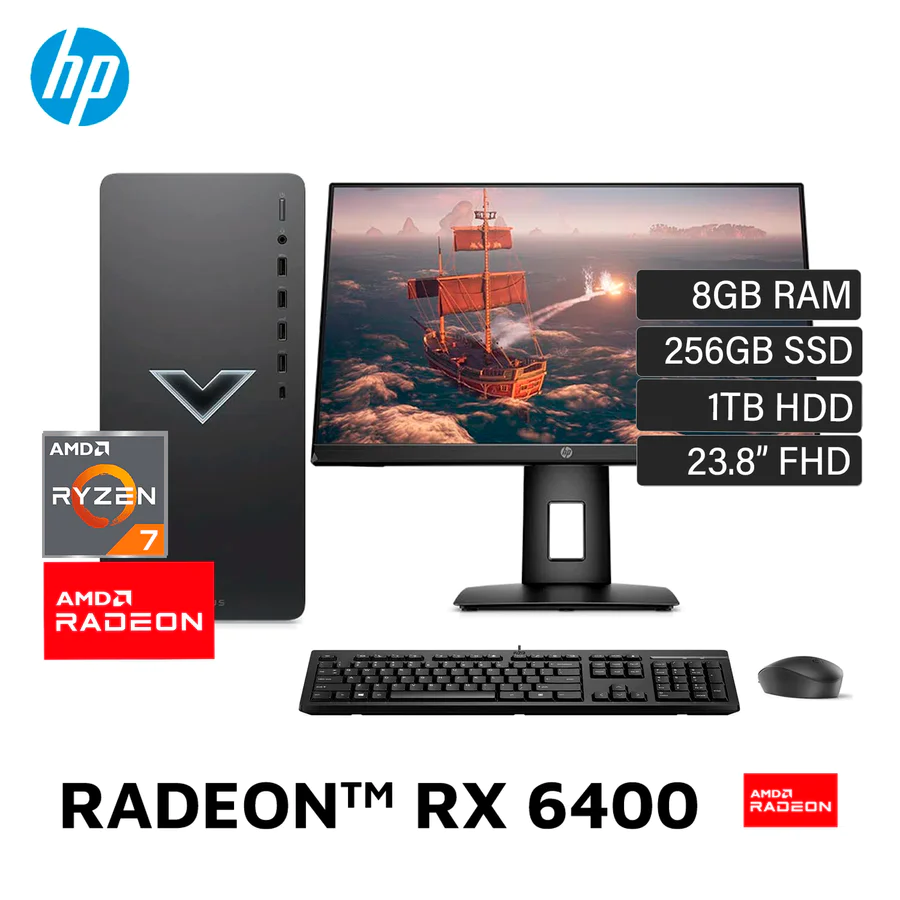 hp
8GB RAM
256GB SSD
1TB HDD
23.8" FHD
hp
AMD
RYZEN
7
AMD
RADEON
RADEON™ RX 6400
AMD
RADEON